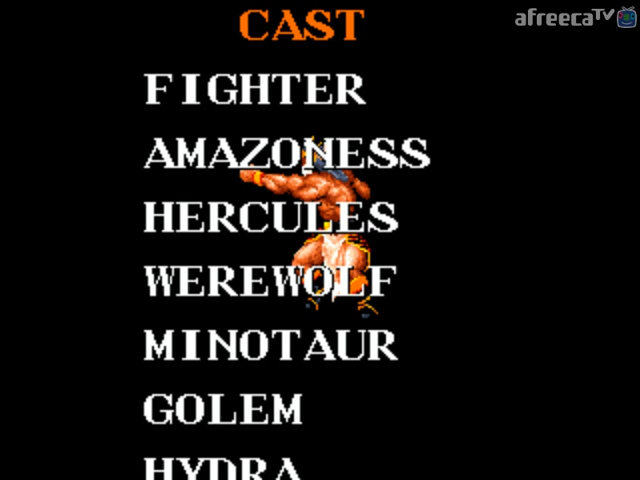 CAST
afreecaTV
FIGHTER
AMAZONESS
HERCULES
WEREWOLF
MINOTAUR
GOLEM
HYDRA